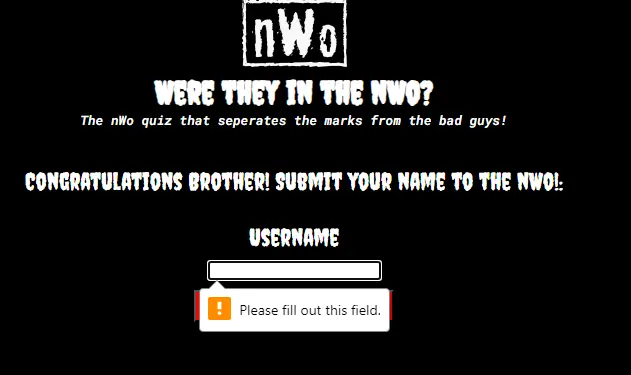 nWo
WERE THEY IN THE NWO?
The nWo quiz that seperates the marks from the bad guys!
CONGRATULATIONS BROTHER! SUBMIT YOUR NAME TO THE NWO!:
USERNAME
! Please fill out this field.